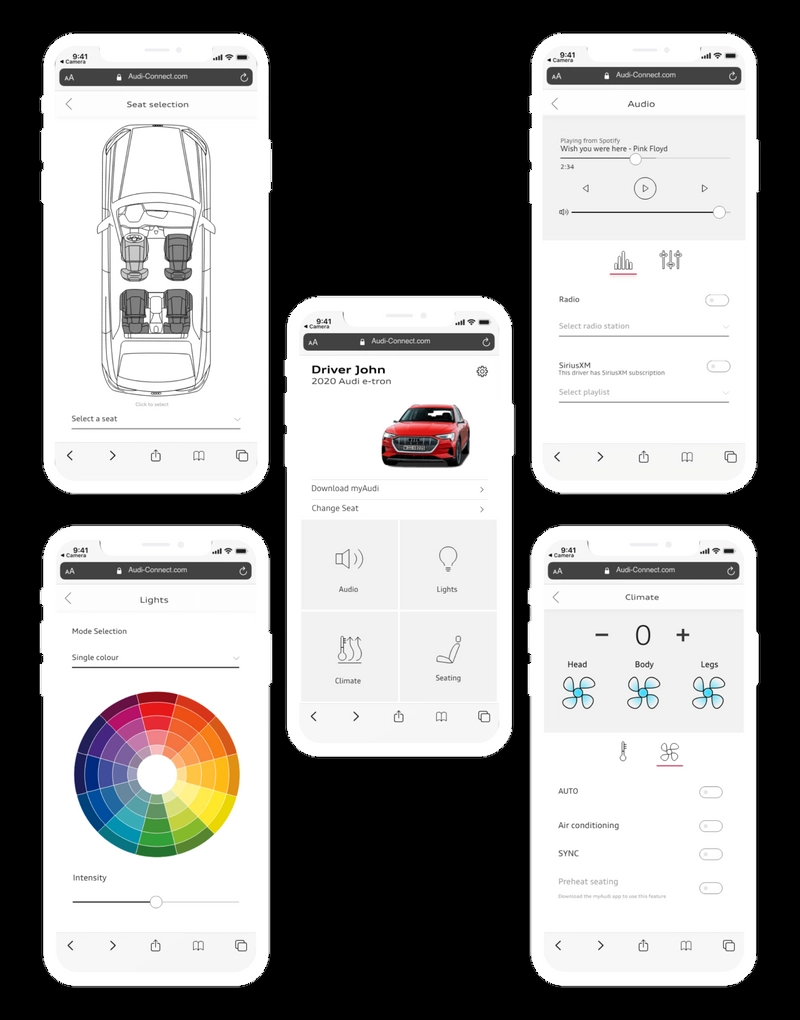 9:41
◀ Camera
AA Audi-Connect.com
Seat selection
Click to select
Select a seat
9:41
◀ Camera
AA Audi-Connect.com
Audio
Playing from Spotify
Wish you were here - Pink Floyd
2:34
Radio
Select radio station
SiriusXM
This driver has SiriusXM subscription
Select playlist
9:41
◀ Camera
AA Audi-Connect.com
Driver John
2020 Audi e-tron
Download myAudi
Change Seat
Audio
Lights
Climate
Seating
9:41
◀ Camera
AA Audi-Connect.com
Lights
Mode Selection
Single colour
Intensity
9:41
◀ Camera
AA Audi-Connect.com
Climate
− 0 +
Head Body Legs
AUTO
Air conditioning
SYNC
Preheat seating
Download the myAudi app to use this feature